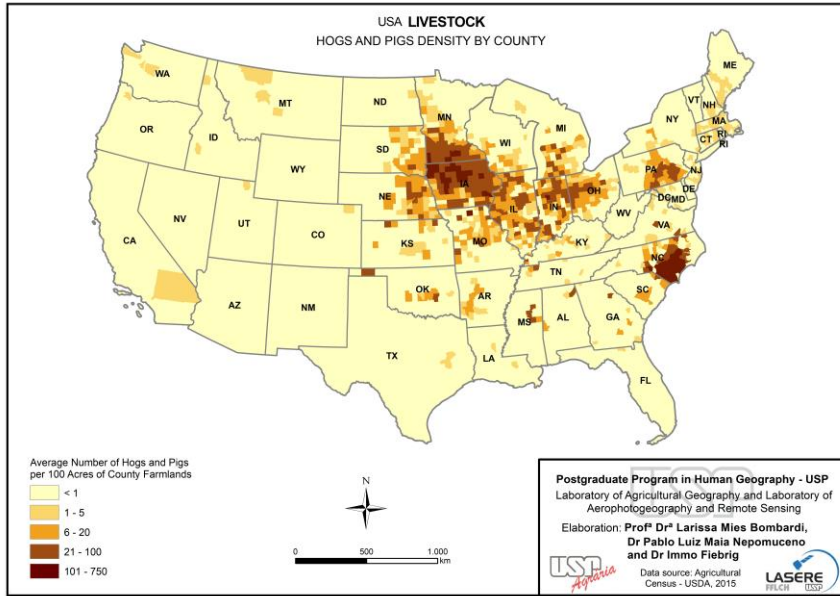 USA LIVESTOCK
HOGS AND PIGS DENSITY BY COUNTY
WA
OR
CA
ID
NV
MT
WY
UT
AZ
CO
NM
ND
SD
NE
KS
OK
TX
MN
IA
MO
AR
LA
WI
IL
MS
MI
IN
KY
TN
AL
OH
WV
VA
NC
SC
GA
FL
PA
NY
VT
NH
ME
MA
CT
RI
RI
NJ
DE
MD
DC
Average Number of Hogs and Pigs
per 100 Acres of County Farmlands
< 1
1 - 5
6 - 20
21 - 100
101 - 750
N
0 500 1.000
km
Postgraduate Program in Human Geography - USP
Laboratory of Agricultural Geography and Laboratory of
Aerophotogeography and Remote Sensing
Elaboration: Profª Drª Larissa Mies Bombardi,
Dr Pablo Luiz Maia Nepomuceno
and Dr Immo Fiebrig
USP
USP
Agrária
Data source: Agricultural
Census - USDA, 2015
LASERE
FFLCH USP